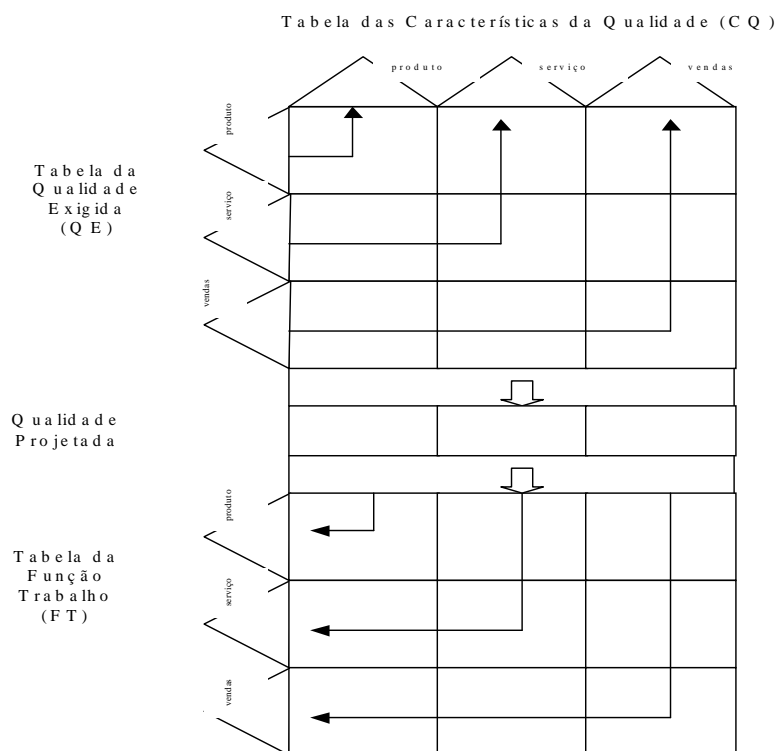 Tabela das Características da Qualidade (CQ)
produto serviço vendas
produto
Tabela da
Qualidade
Exigida
(QE)
serviço
vendas
Qualidade
Projetada
produto
Tabela da
Função
Trabalho
(FT)
serviço
vendas